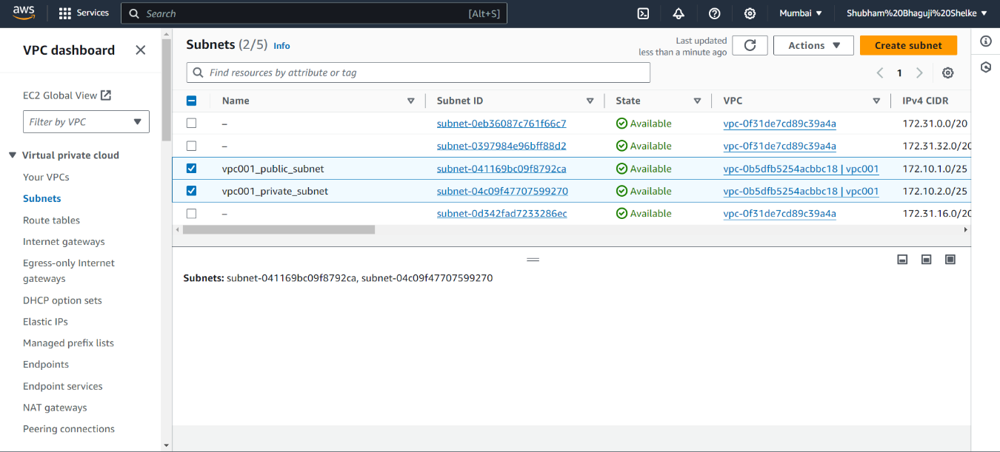 aws Services Search [Alt+S] Mumbai Shubham%20Bhaguji%20Shelke
VPC dashboard
EC2 Global View
Filter by VPC
Virtual private cloud
Your VPCs
Subnets
Route tables
Internet gateways
Egress-only Internet
gateways
DHCP option sets
Elastic IPs
Managed prefix lists
Endpoints
Endpoint services
NAT gateways
Peering connections
Subnets (2/5) Info
Last updated
less than a minute ago
Actions
Create subnet
Find resources by attribute or tag
1
Name Subnet ID State VPC IPv4 CIDR
– subnet-0eb36087c761f66c7 Available vpc-0f31de7cd89c39a4a 172.31.0.0/20
– subnet-0397984e96bff88d2 Available vpc-0f31de7cd89c39a4a 172.31.32.0/20
vpc001_public_subnet subnet-041169bc09f8792ca Available vpc-0b5dfb5254acbbc18 | vpc001 172.10.1.0/25
vpc001_private_subnet subnet-04c09f47707599270 Available vpc-0b5dfb5254acbbc18 | vpc001 172.10.2.0/25
– subnet-0d342fad7233286ec Available vpc-0f31de7cd89c39a4a 172.31.16.0/20
Subnets: subnet-041169bc09f8792ca, subnet-04c09f47707599270